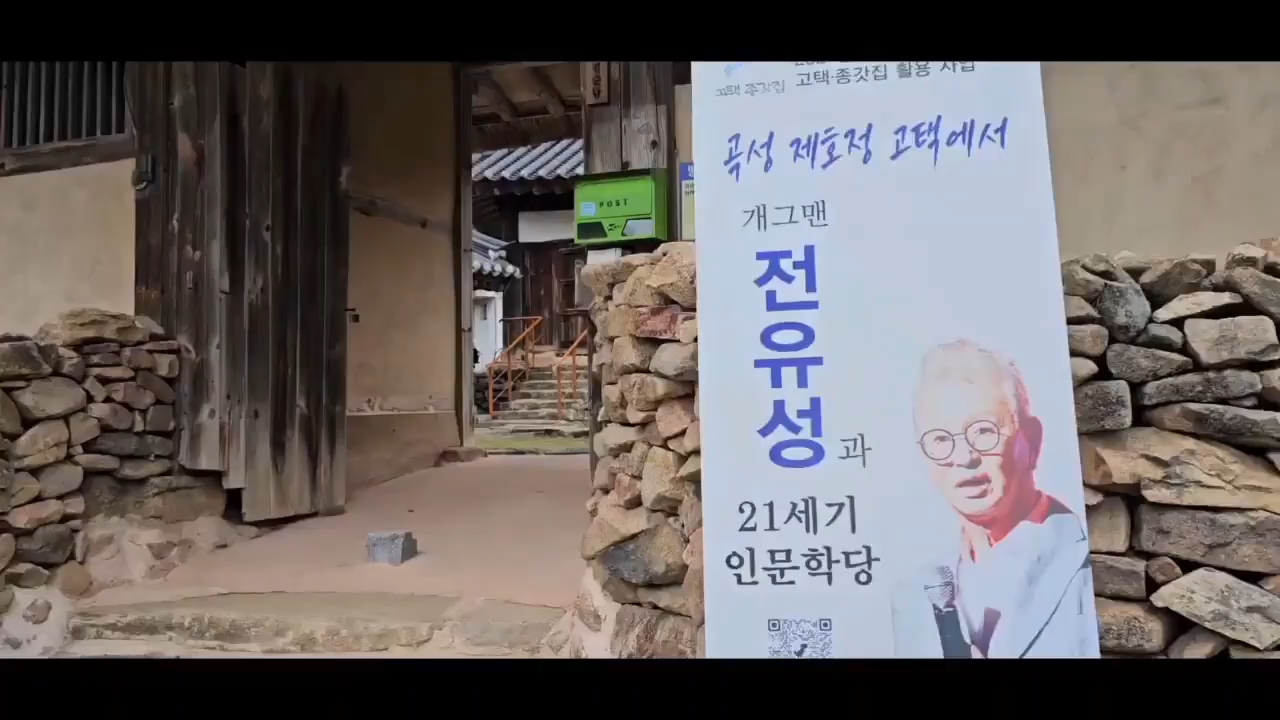 고택·종갓집 활용 사업
고택 종갓집
곡성 제호정 고택에서
개그맨
전유성과
21세기
인문학당
POST